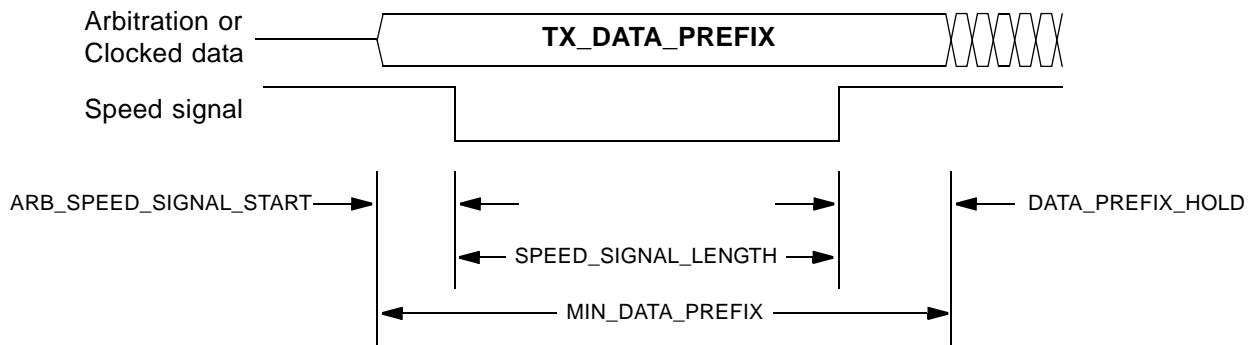 Arbitration or
Clocked data
TX_DATA_PREFIX
Speed signal
ARB_SPEED_SIGNAL_START
DATA_PREFIX_HOLD
SPEED_SIGNAL_LENGTH
MIN_DATA_PREFIX